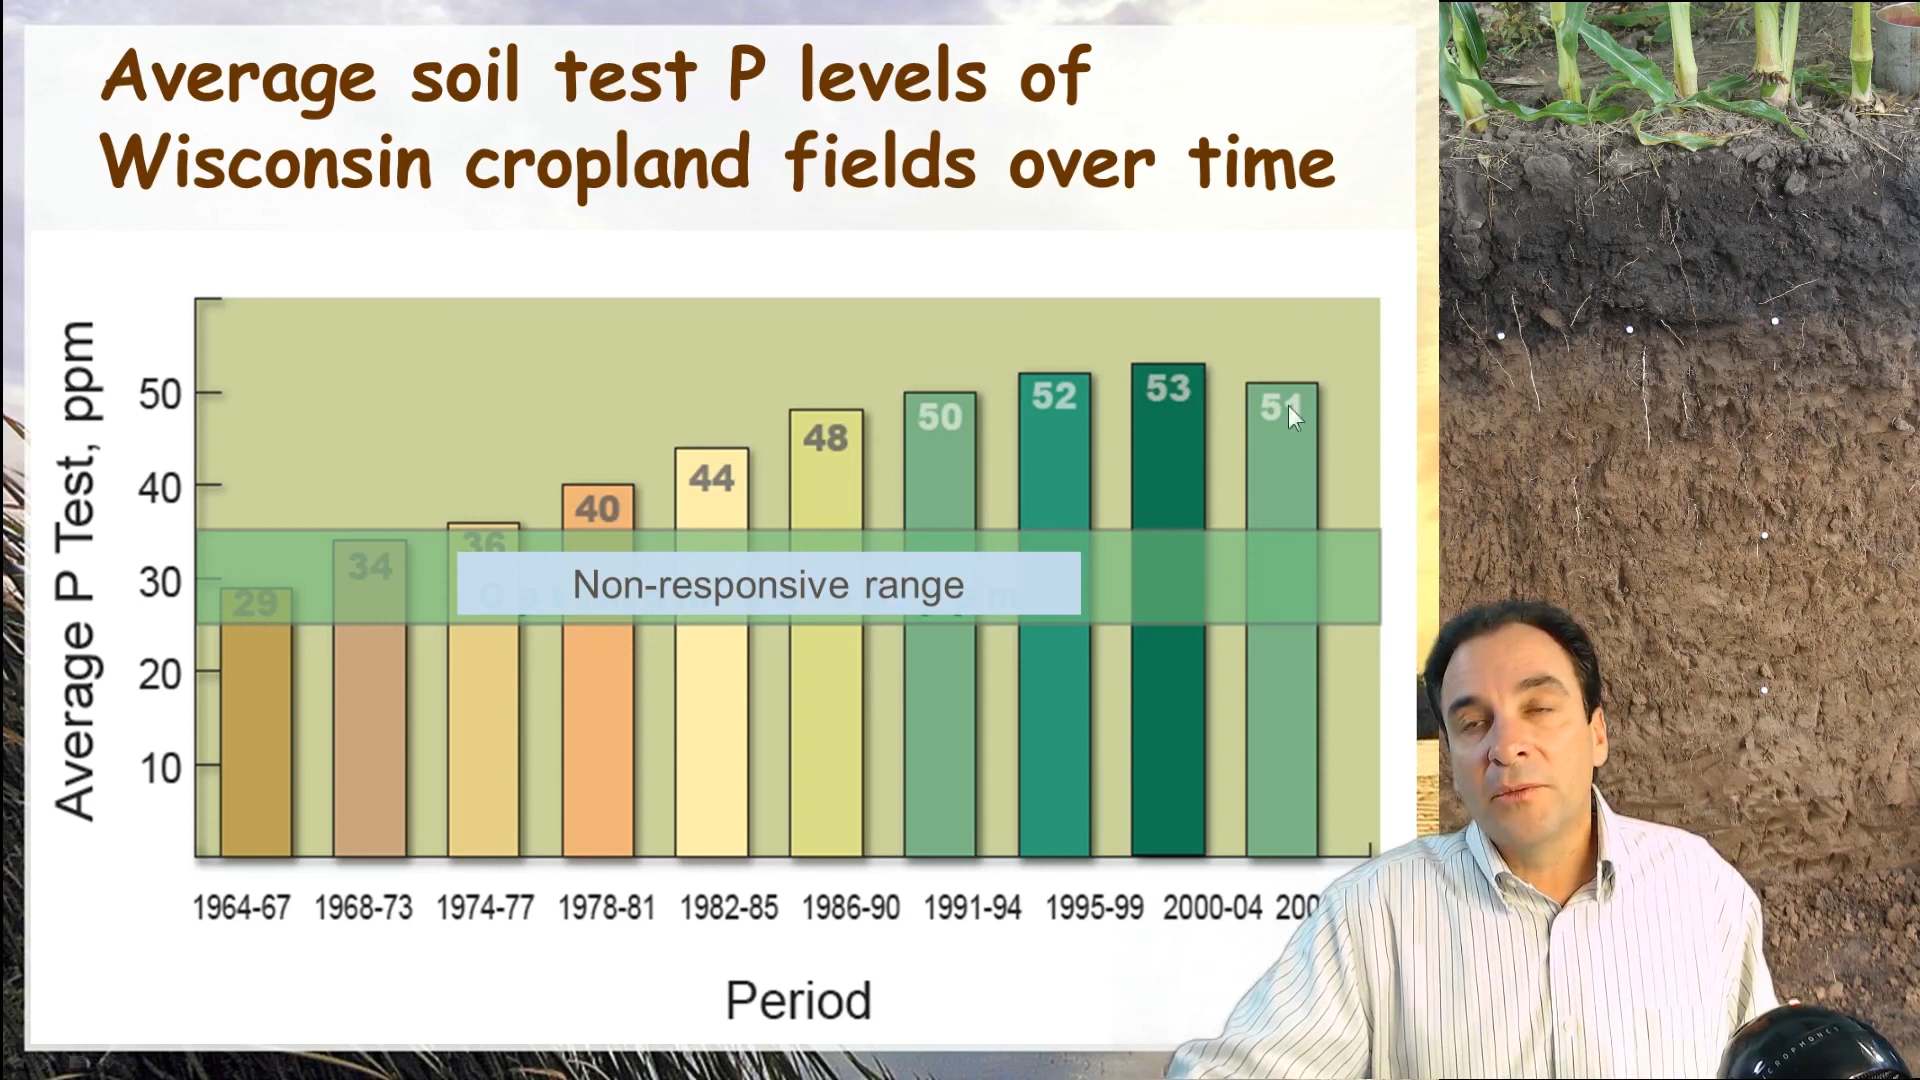 Average soil test P levels of
Wisconsin cropland fields over time
Average P Test, ppm
50
40
30
20
10
29
34
36
40
44
48
50
52
53
51
Non-responsive range
1964-67 1968-73 1974-77 1978-81 1982-85 1986-90 1991-94 1995-99 2000-04
Period